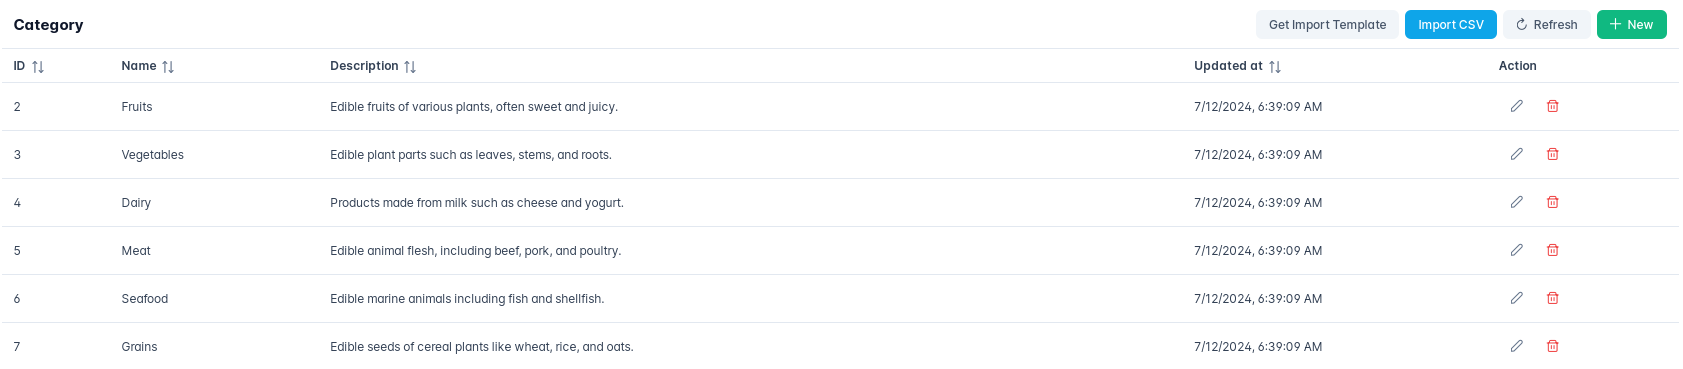 Category Get Import Template Import CSV Refresh New
ID Name Description Updated at Action
2 Fruits Edible fruits of various plants, often sweet and juicy. 7/12/2024, 6:39:09 AM
3 Vegetables Edible plant parts such as leaves, stems, and roots. 7/12/2024, 6:39:09 AM
4 Dairy Products made from milk such as cheese and yogurt. 7/12/2024, 6:39:09 AM
5 Meat Edible animal flesh, including beef, pork, and poultry. 7/12/2024, 6:39:09 AM
6 Seafood Edible marine animals including fish and shellfish. 7/12/2024, 6:39:09 AM
7 Grains Edible seeds of cereal plants like wheat, rice, and oats. 7/12/2024, 6:39:09 AM